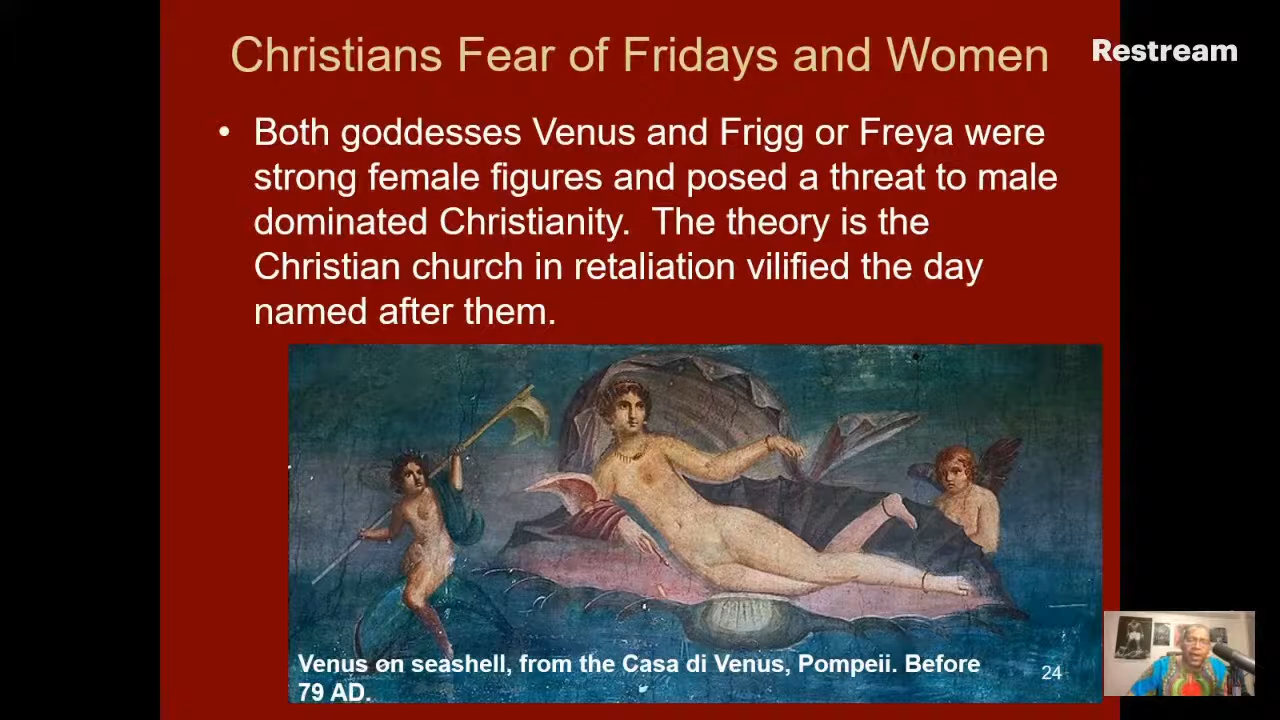 Christians Fear of Fridays and Women
Restream
• Both goddesses Venus and Frigg or Freya were
strong female figures and posed a threat to male
dominated Christianity.  The theory is the
Christian church in retaliation vilified the day
named after them.
Venus on seashell, from the Casa di Venus, Pompeii. Before
79 AD.
24